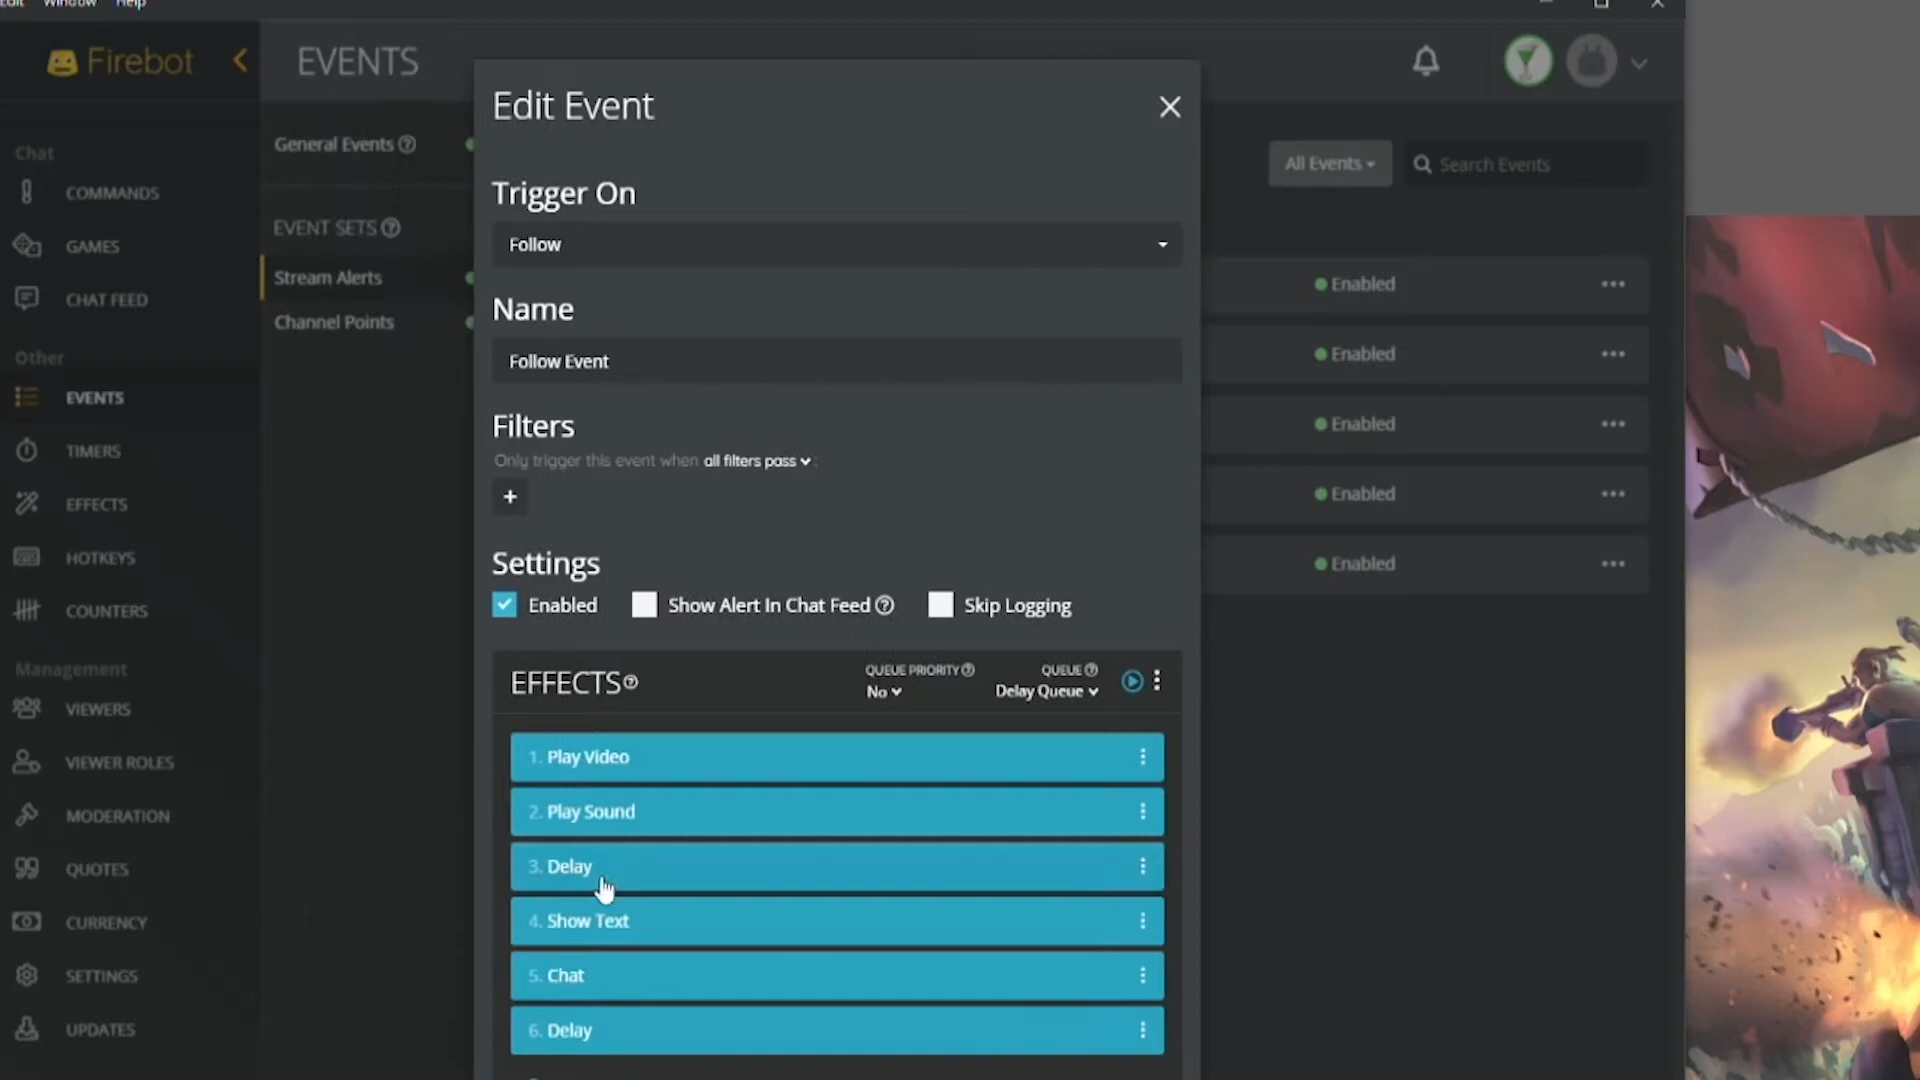 Edit Window Help
Firebot
EVENTS
Chat
COMMANDS
GAMES
CHAT FEED
Other
EVENTS
TIMERS
EFFECTS
HOTKEYS
COUNTERS
Management
VIEWERS
VIEWER ROLES
MODERATION
QUOTES
CURRENCY
SETTINGS
UPDATES
General Events
EVENT SETS
Stream Alerts
Channel Points
Edit Event
Trigger On
Follow
Name
Follow Event
Filters
Only trigger this event when all filters pass :
+
Settings
Enabled Show Alert In Chat Feed Skip Logging
EFFECTS
QUEUE PRIORITY
No
QUEUE
Delay Queue
1. Play Video
2. Play Sound
3. Delay
4. Show Text
5. Chat
6. Delay
All Events
Search Events
Enabled
Enabled
Enabled
Enabled
Enabled